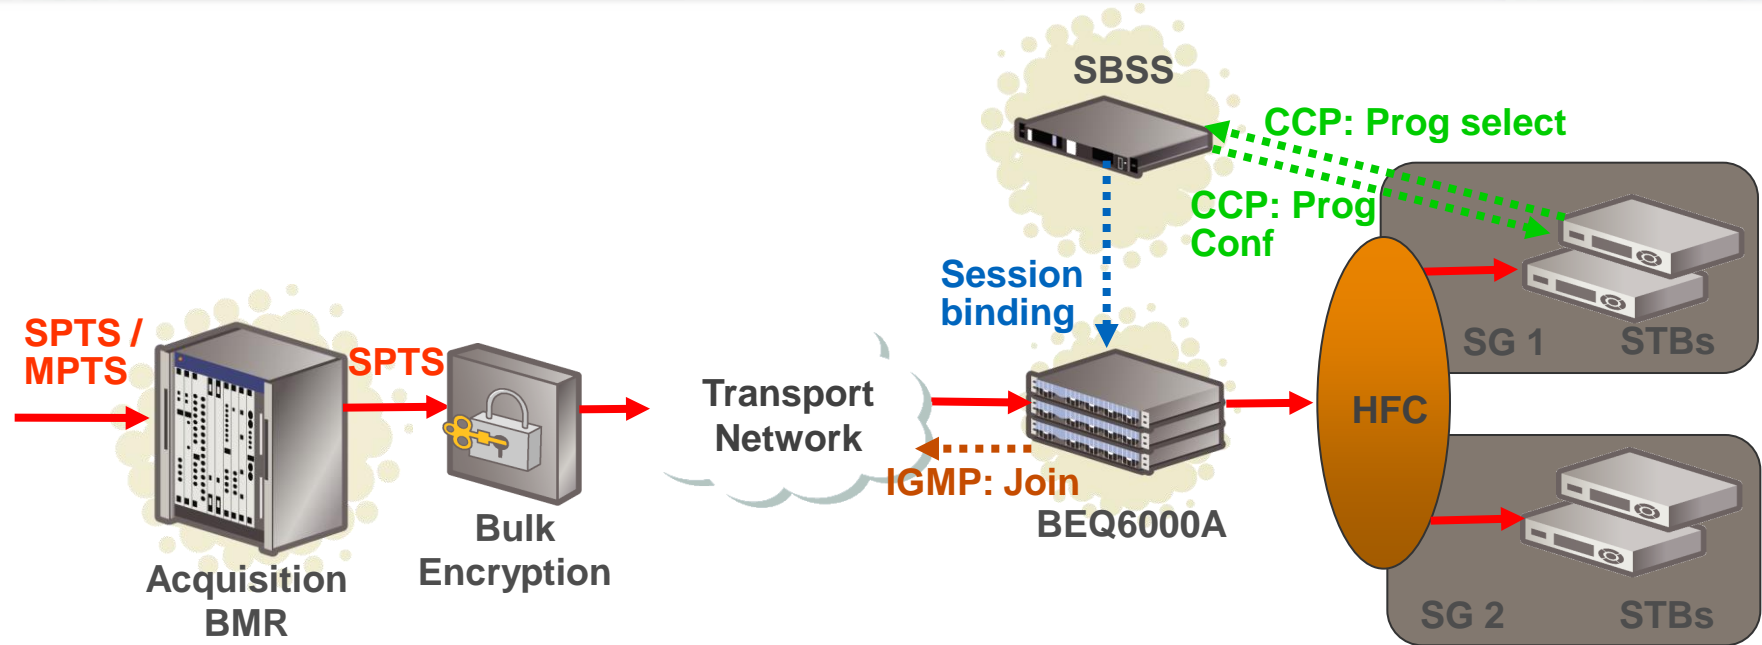 SBSS
CCP: Prog select
CCP: Prog
Conf
Session
binding
SPTS /
MPTS
SPTS
Transport
Network
IGMP: Join
BEQ6000A
HFC
SG 1
STBs
Bulk
Encryption
Acquisition
BMR
SG 2
STBs